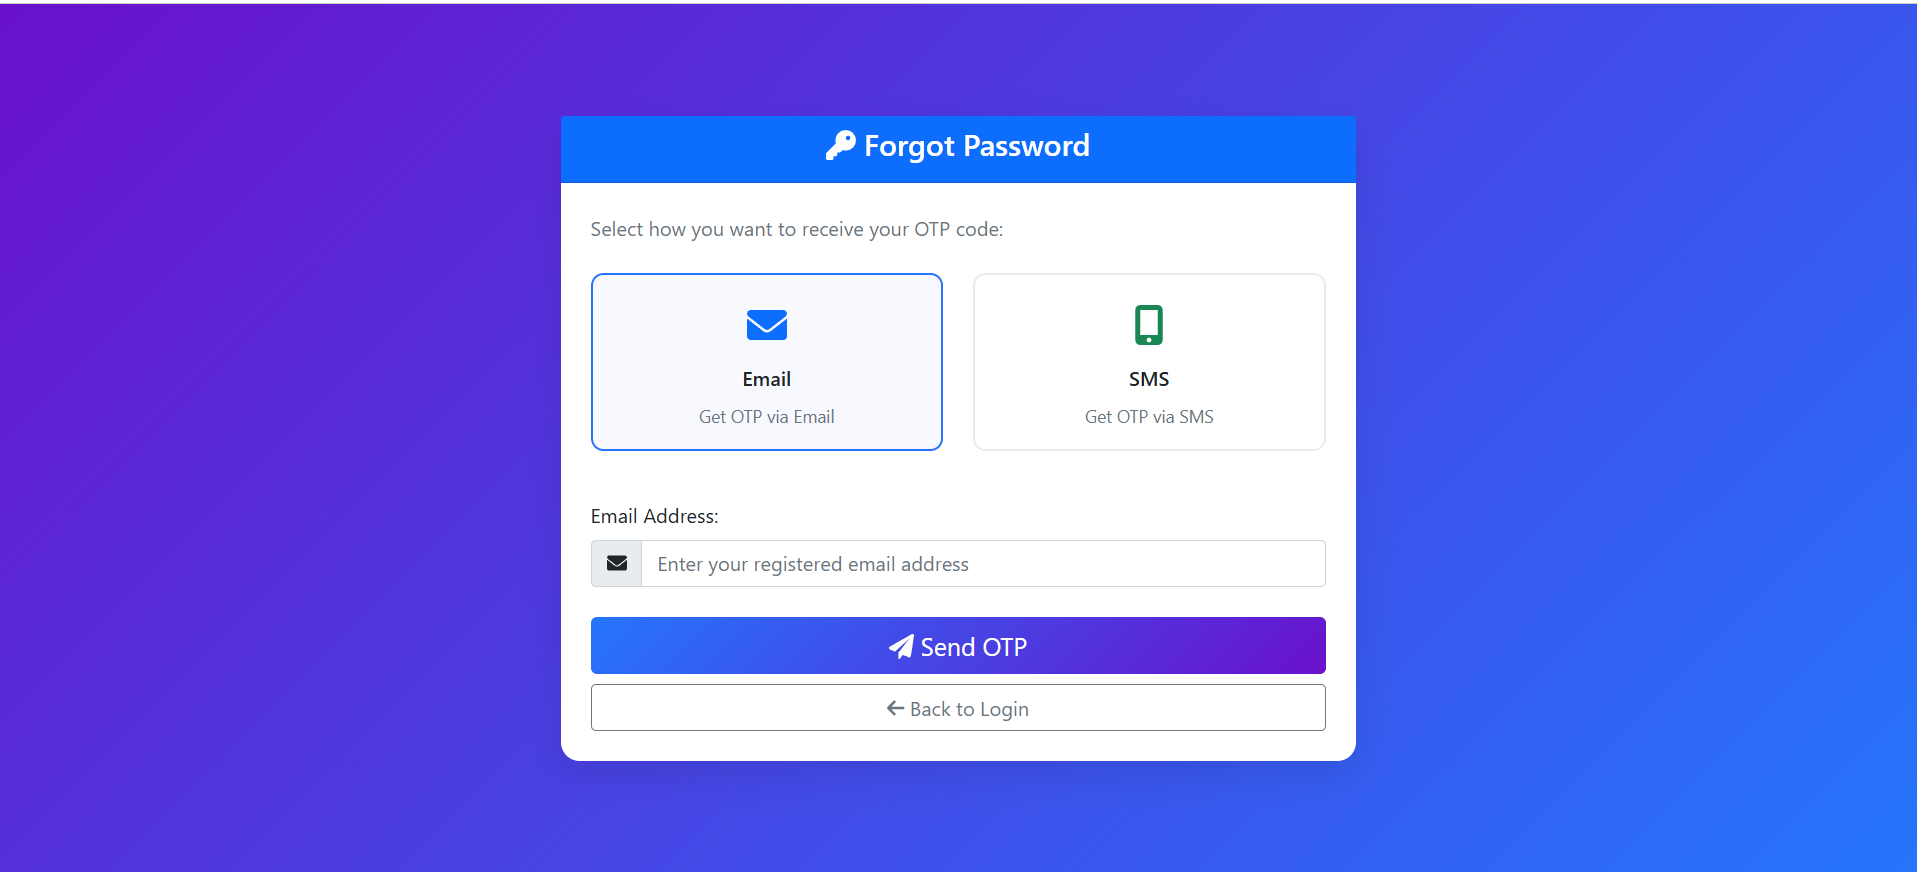 Forgot Password
Select how you want to receive your OTP code:
Email
Get OTP via Email
SMS
Get OTP via SMS
Email Address:
Enter your registered email address
Send OTP
Back to Login